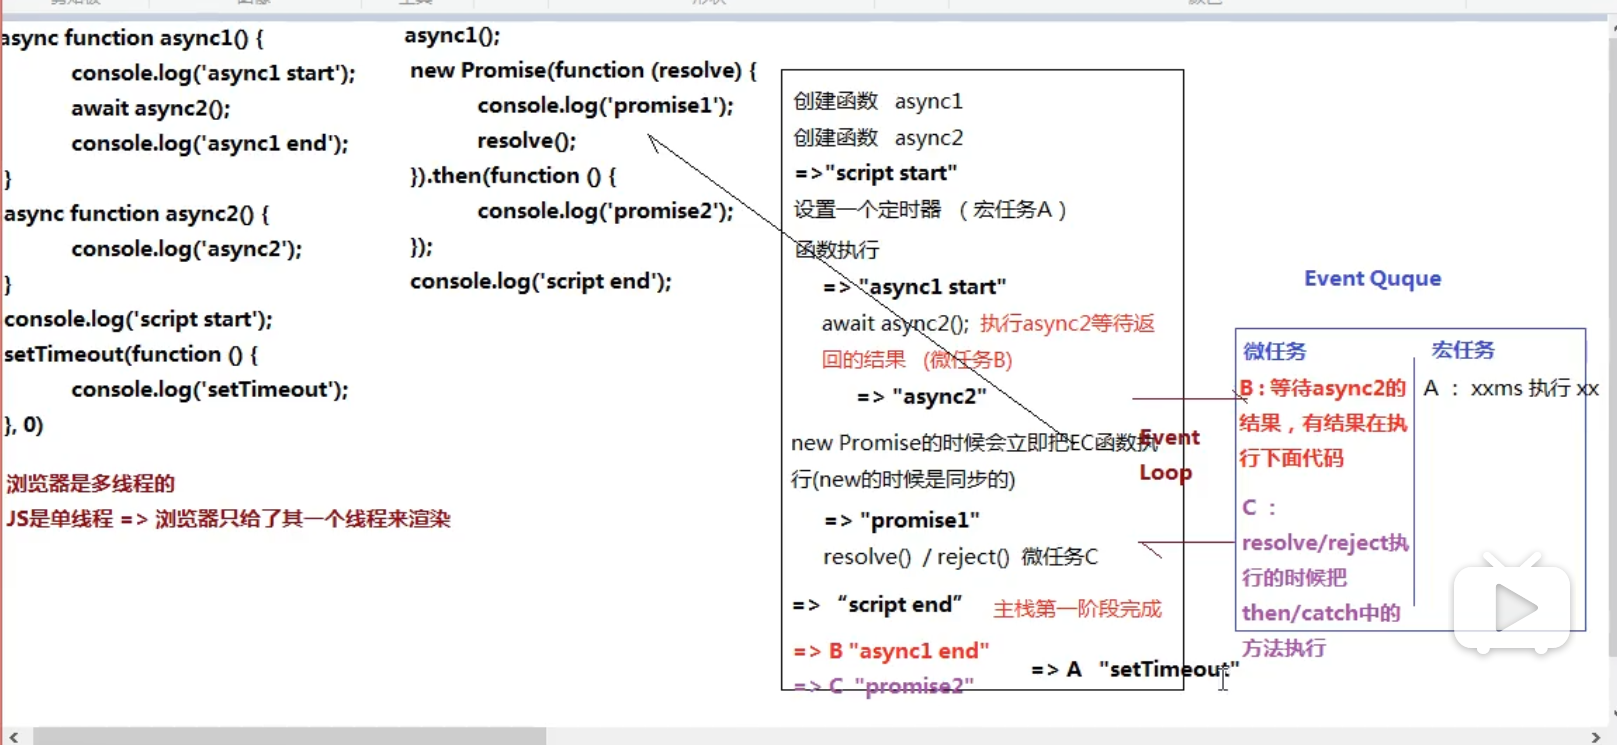 async function async1() {
console.log('async1 start');
await async2();
console.log('async1 end');
}
async function async2() {
console.log('async2');
}
console.log('script start');
setTimeout(function () {
console.log('setTimeout');
}, 0)
浏览器是多线程的
JS是单线程 => 浏览器只给了其一个线程来渲染
async1();
new Promise(function (resolve) {
console.log('promise1');
resolve();
}).then(function () {
console.log('promise2');
});
console.log('script end');
创建函数 async1
创建函数 async2
=>"script start"
设置一个定时器 （宏任务A）
函数执行
=> "async1 start"
await async2(); 执行async2等待返
回的结果 (微任务B)
=> "async2"
new Promise的时候会立即把EC函数执
行(new的时候是同步的)
=> "promise1"
resolve() / reject() 微任务C
=> “script end” 主栈第一阶段完成
=> B "async1 end"
=> C "promise2"
=> A "setTimeout"
Event
Loop
Event Quque
微任务
B : 等待async2的
结果，有结果在执
行下面代码
C ：
resolve/reject执
行的时候把
then/catch中的
方法执行
宏任务
A ： xxms 执行 xx